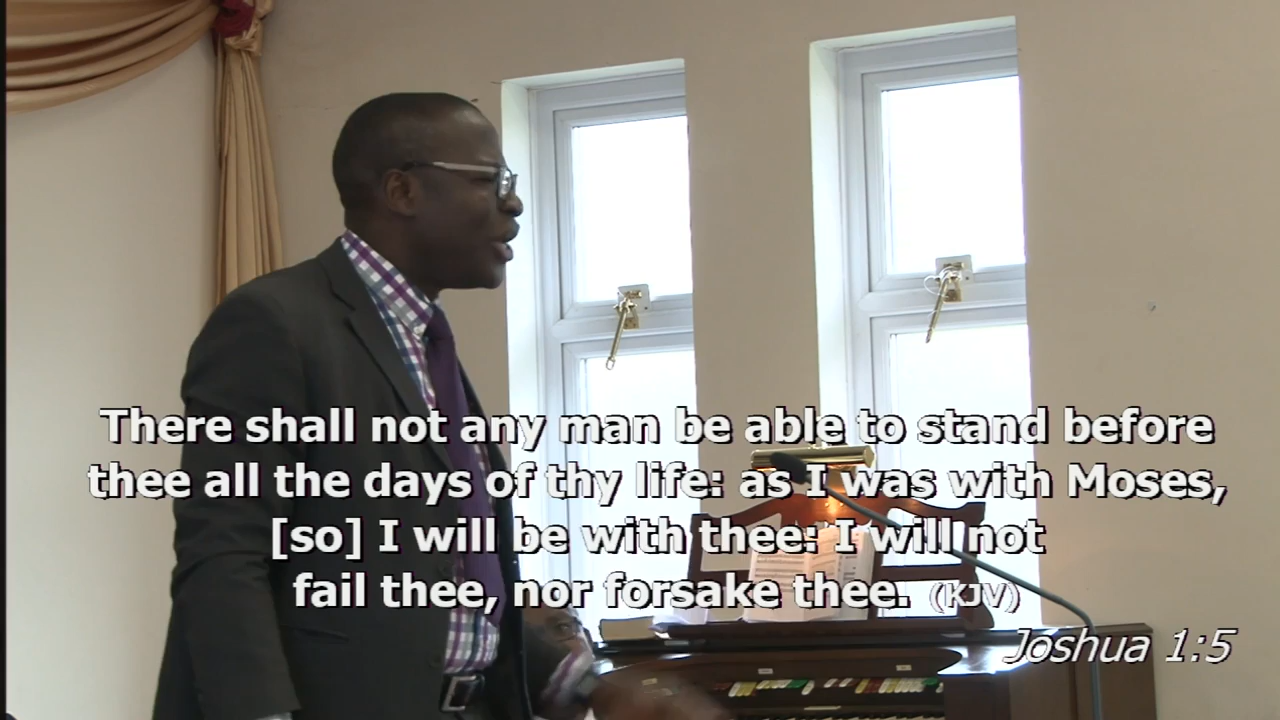 There shall not any man be able to stand before
thee all the days of thy life: as I was with Moses,
[so] I will be with thee: I will not
fail thee, nor forsake thee. (KJV)
Joshua 1:5